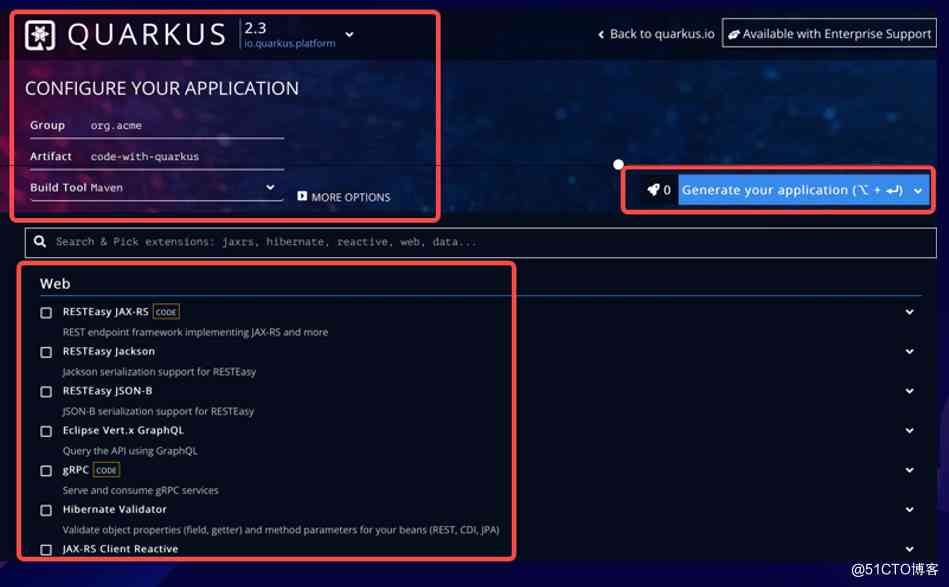 QUARKUS 2.3
io.quarkus.platform
Back to quarkus.io
Available with Enterprise Support
CONFIGURE YOUR APPLICATION
Group org.acme
Artifact code-with-quarkus
Build Tool Maven
MORE OPTIONS
0 Generate your application (⌥ + ↵)
Search & Pick extensions: jaxrs, hibernate, reactive, web, data...
Web
RESTEasy JAX-RS CODE
REST endpoint framework implementing JAX-RS and more
RESTEasy Jackson
Jackson serialization support for RESTEasy
RESTEasy JSON-B
JSON-B serialization support for RESTEasy
Eclipse Vert.x GraphQL
Query the API using GraphQL
gRPC CODE
Serve and consume gRPC services
Hibernate Validator
Validate object properties (field, getter) and method parameters for your beans (REST, CDI, JPA)
JAX-RS Client Reactive
@51CTO博客